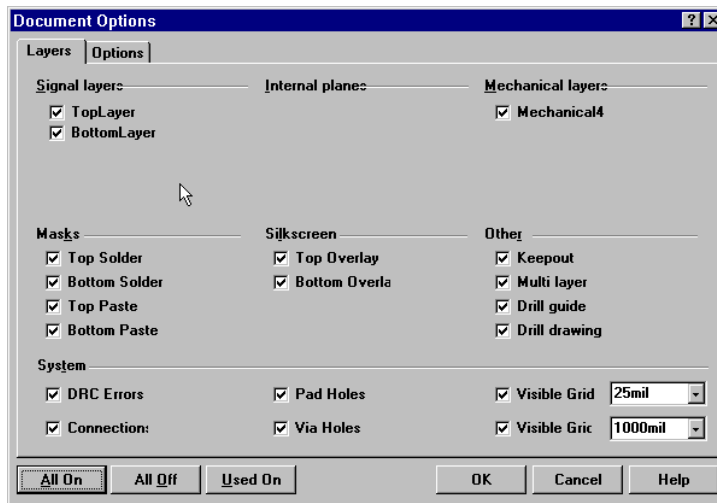 Document Options
Layers Options
Signal layers Internal planes Mechanical layers
TopLayer Mechanical4
BottomLayer
Masks Silkscreen Other
Top Solder Top Overlay Keepout
Bottom Solder Bottom Overla Multi layer
Top Paste Drill guide
Bottom Paste Drill drawing
System
DRC Errors Pad Holes Visible Grid 25mil
Connections Via Holes Visible Grid 1000mil
All On All Off Used On OK Cancel Help